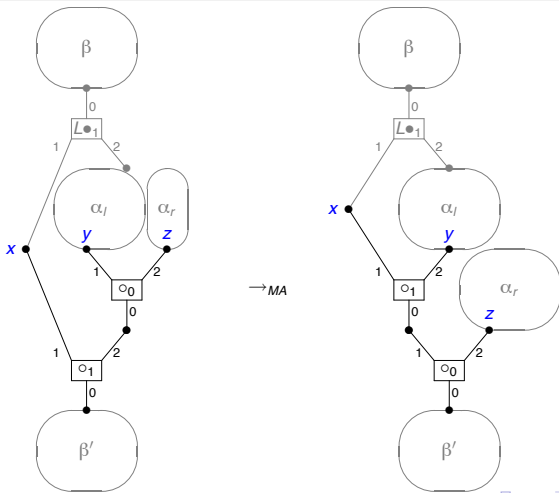 β β
0 0
L●₁ L●₁
1 2 1 2
αₗ αᵣ x αₗ
x y z y
1 2 1 2 αᵣ
∘₀ →MA ∘₁ z
0 0
1 2 1 2
∘₁ ∘₀
0 0
β′ β′